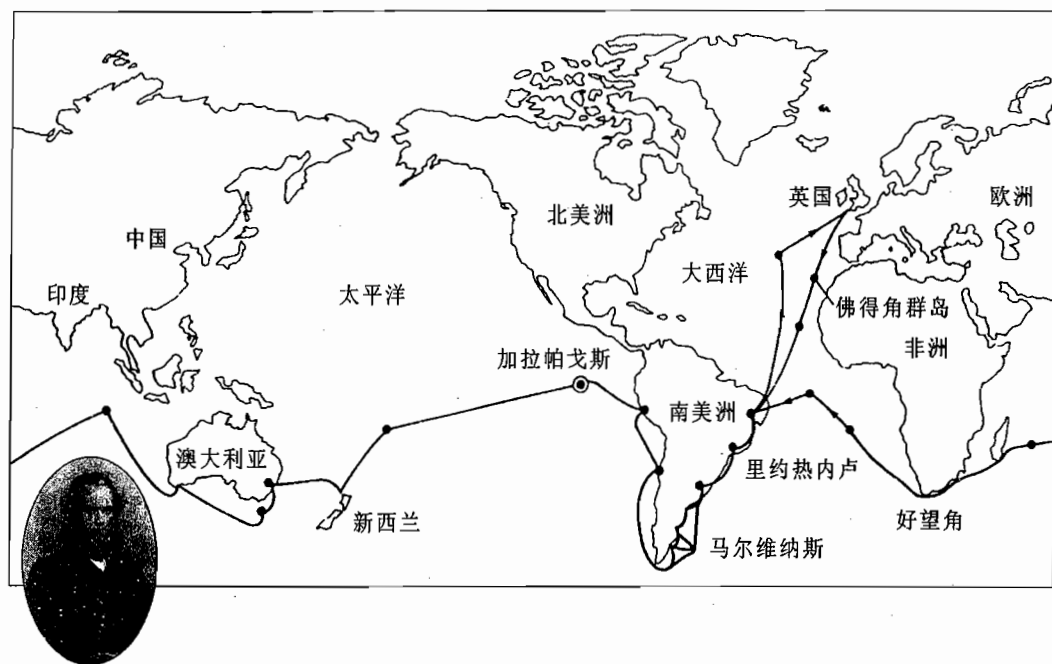 英国
欧洲
北美洲
中国
大西洋
印度
太平洋
佛得角群岛
非洲
加拉帕戈斯
南美洲
澳大利亚
里约热内卢
新西兰
好望角
马尔维纳斯